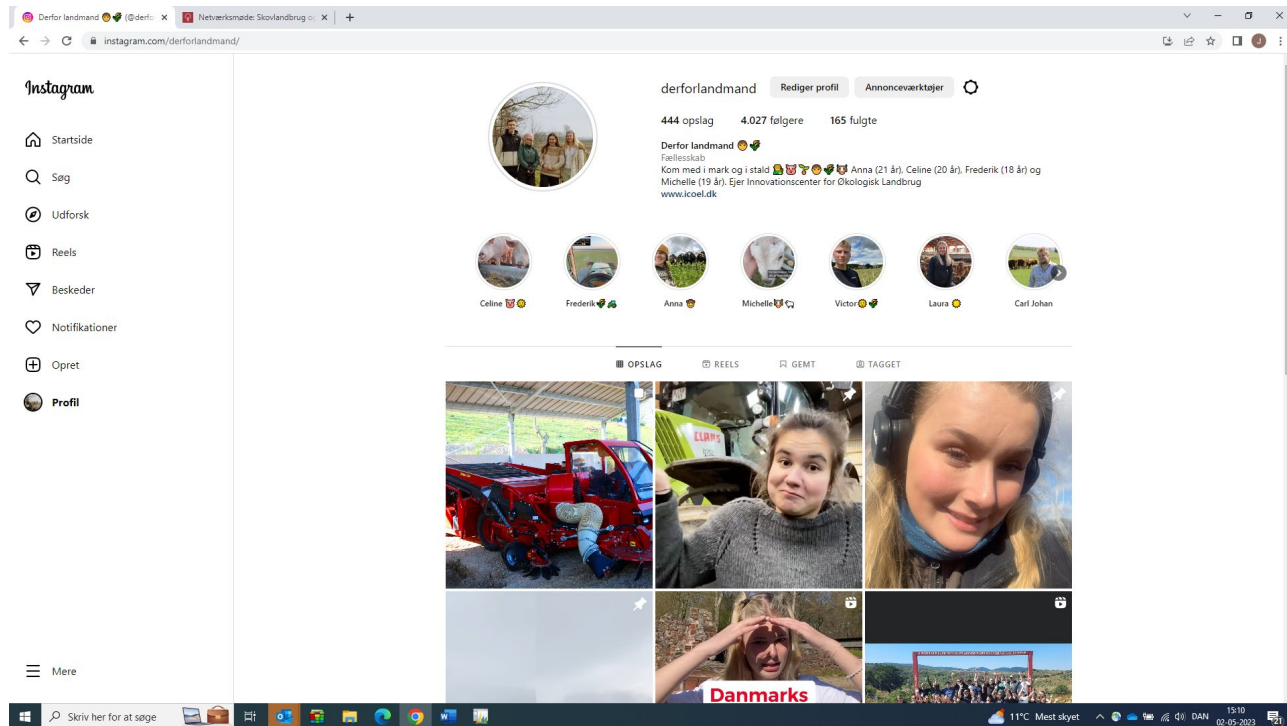 Derfor landmand 🧑🌽 (@derfo
Netværksmøde: Skovlandbrug og
instagram.com/derforlandmand/
J
Instagram
Startside
Søg
Udforsk
Reels
Beskeder
Notifikationer
Opret
Profil
Mere
derforlandmand Rediger profil Annonceværktøjer
444 opslag 4.027 følgere 165 fulgte
Derfor landmand 🧑🌽
Fællesskab
Kom med i mark og i stald Anna (21 år), Celine (20 år), Frederik (18 år) og
Michelle (19 år). Ejer Innovationscenter for Økologisk Landbrug
www.icoel.dk
Celine Frederik Anna Michelle Victor Laura Carl Johan
OPSLAG REELS GEMT TAGGET
CLAAS
Danmarks
Skriv her for at søge
11°C Mest skyet DAN 15:10
02-05-2023
21